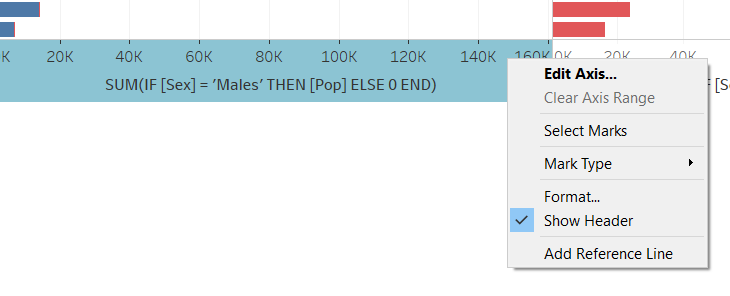 K 20K 40K 60K 80K 100K 120K 140K 160K 0K 20K 40K
SUM(IF [Sex] = 'Males' THEN [Pop] ELSE 0 END)
F [S
Edit Axis...
Clear Axis Range
Select Marks
Mark Type
Format...
Show Header
Add Reference Line